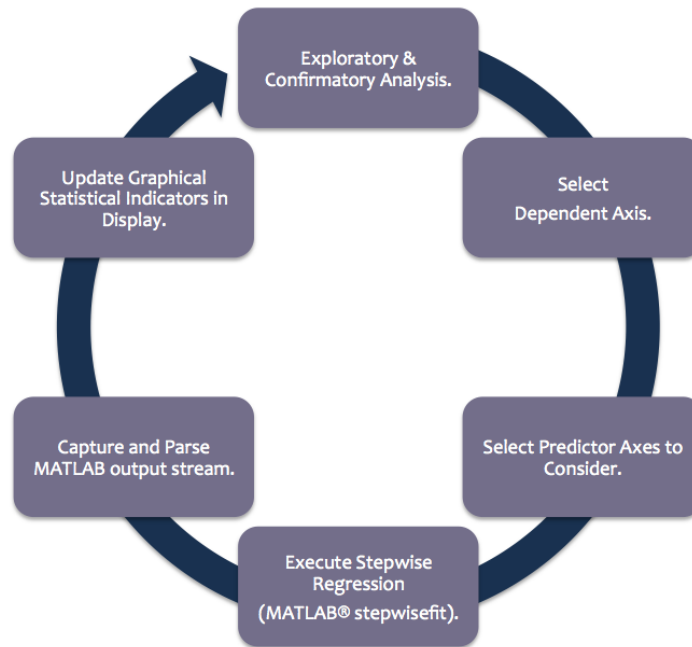 Exploratory &
Confirmatory Analysis.
Select
Dependent Axis.
Select Predictor Axes to
Consider.
Execute Stepwise
Regression
(MATLAB® stepwisefit).
Capture and Parse
MATLAB output stream.
Update Graphical
Statistical Indicators in
Display.